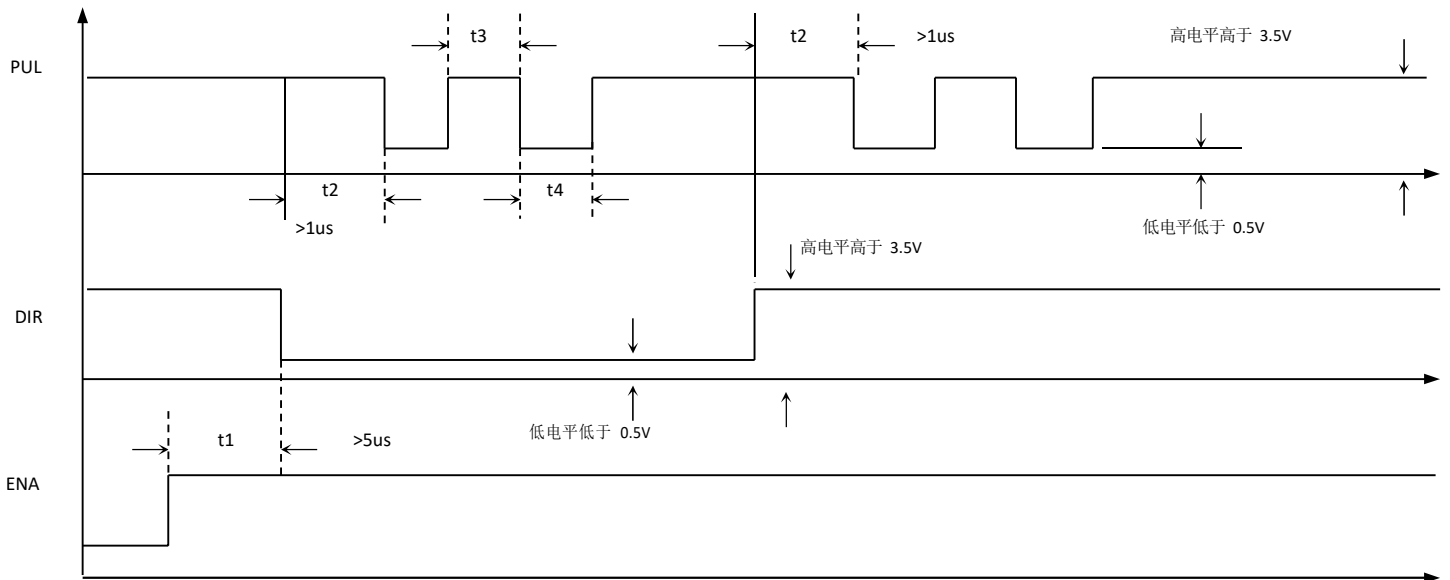 t3
t2
>1us
高电平高于 3.5V
PUL
t2
t4
>1us
低电平低于 0.5V
高电平高于 3.5V
DIR
t1
>5us
低电平低于 0.5V
ENA